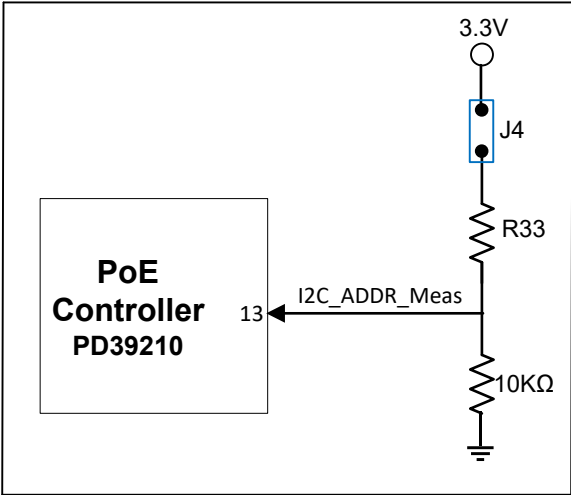 3.3V
J4
R33
PoE
Controller
PD39210
13
I2C_ADDR_Meas
10KΩ